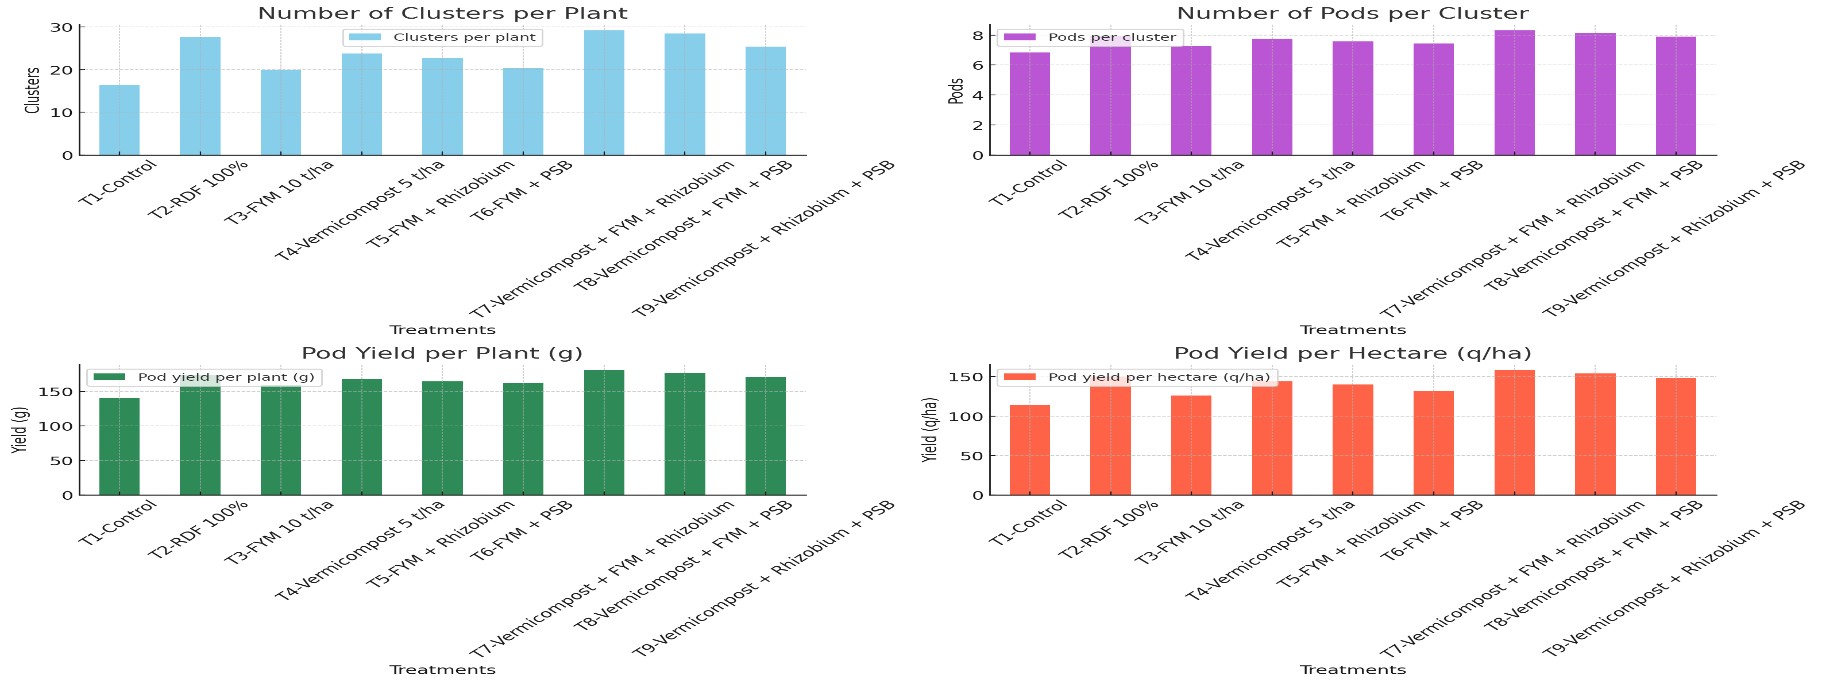 Number of Clusters per Plant
Clusters per plant
Clusters
30
20
10
0
T1-Control
T2-RDF 100%
T3-FYM 10 t/ha
T4-Vermicompost 5 t/ha
T5-FYM + Rhizobium
T6-FYM + PSB
T7-Vermicompost + FYM + Rhizobium
T8-Vermicompost + FYM + PSB
T9-Vermicompost + Rhizobium + PSB
Treatments
Number of Pods per Cluster
Pods per cluster
Pods
8
6
4
2
0
T1-Control
T2-RDF 100%
T3-FYM 10 t/ha
T4-Vermicompost 5 t/ha
T5-FYM + Rhizobium
T6-FYM + PSB
T7-Vermicompost + FYM + Rhizobium
T8-Vermicompost + FYM + PSB
T9-Vermicompost + Rhizobium + PSB
Treatments
Pod Yield per Plant (g)
Pod yield per plant (g)
Yield (g)
150
100
50
0
T1-Control
T2-RDF 100%
T3-FYM 10 t/ha
T4-Vermicompost 5 t/ha
T5-FYM + Rhizobium
T6-FYM + PSB
T7-Vermicompost + FYM + Rhizobium
T8-Vermicompost + FYM + PSB
T9-Vermicompost + Rhizobium + PSB
Treatments
Pod Yield per Hectare (q/ha)
Pod yield per hectare (q/ha)
Yield (q/ha)
150
100
50
0
T1-Control
T2-RDF 100%
T3-FYM 10 t/ha
T4-Vermicompost 5 t/ha
T5-FYM + Rhizobium
T6-FYM + PSB
T7-Vermicompost + FYM + Rhizobium
T8-Vermicompost + FYM + PSB
T9-Vermicompost + Rhizobium + PSB
Treatments